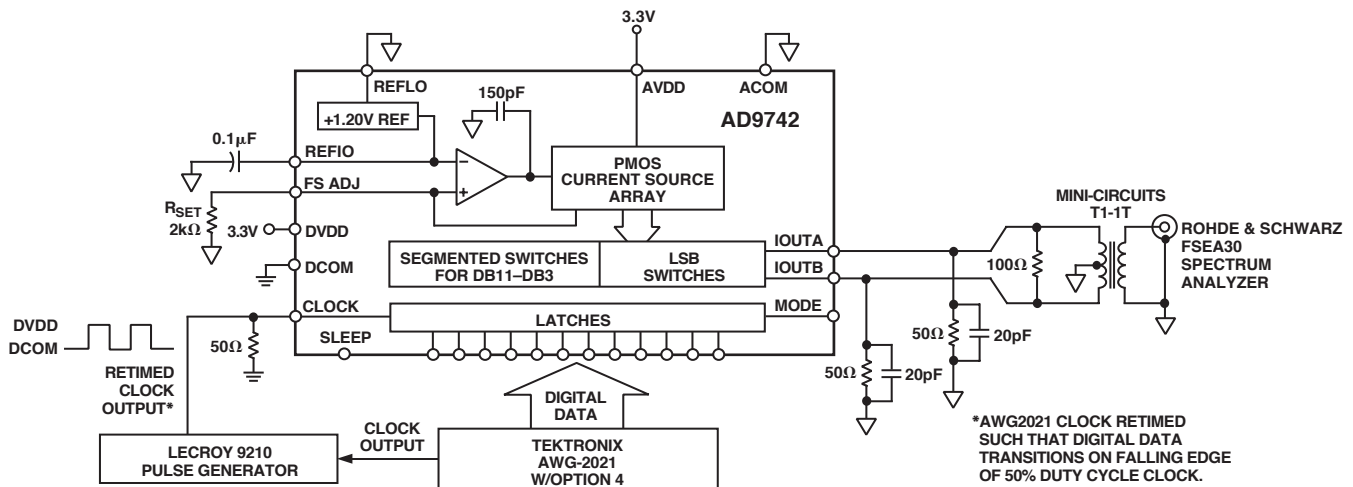 3.3V
REFLO
AVDD
ACOM
150pF
+1.20V REF
AD9742
0.1µF
REFIO
PMOS
CURRENT SOURCE
ARRAY
FS ADJ
RSET
2kΩ
3.3V
DVDD
DCOM
SEGMENTED SWITCHES
FOR DB11–DB3
LSB
SWITCHES
IOUTA
IOUTB
MINI-CIRCUITS
T1-1T
100Ω
ROHDE & SCHWARZ
FSEA30
SPECTRUM
ANALYZER
CLOCK
LATCHES
MODE
DVDD
DCOM
50Ω
SLEEP
50Ω
20pF
50Ω
20pF
RETIMED
CLOCK
OUTPUT*
DIGITAL
DATA
CLOCK
OUTPUT
LECROY 9210
PULSE GENERATOR
TEKTRONIX
AWG-2021
W/OPTION 4
*AWG2021 CLOCK RETIMED
SUCH THAT DIGITAL DATA
TRANSITIONS ON FALLING EDGE
OF 50% DUTY CYCLE CLOCK.